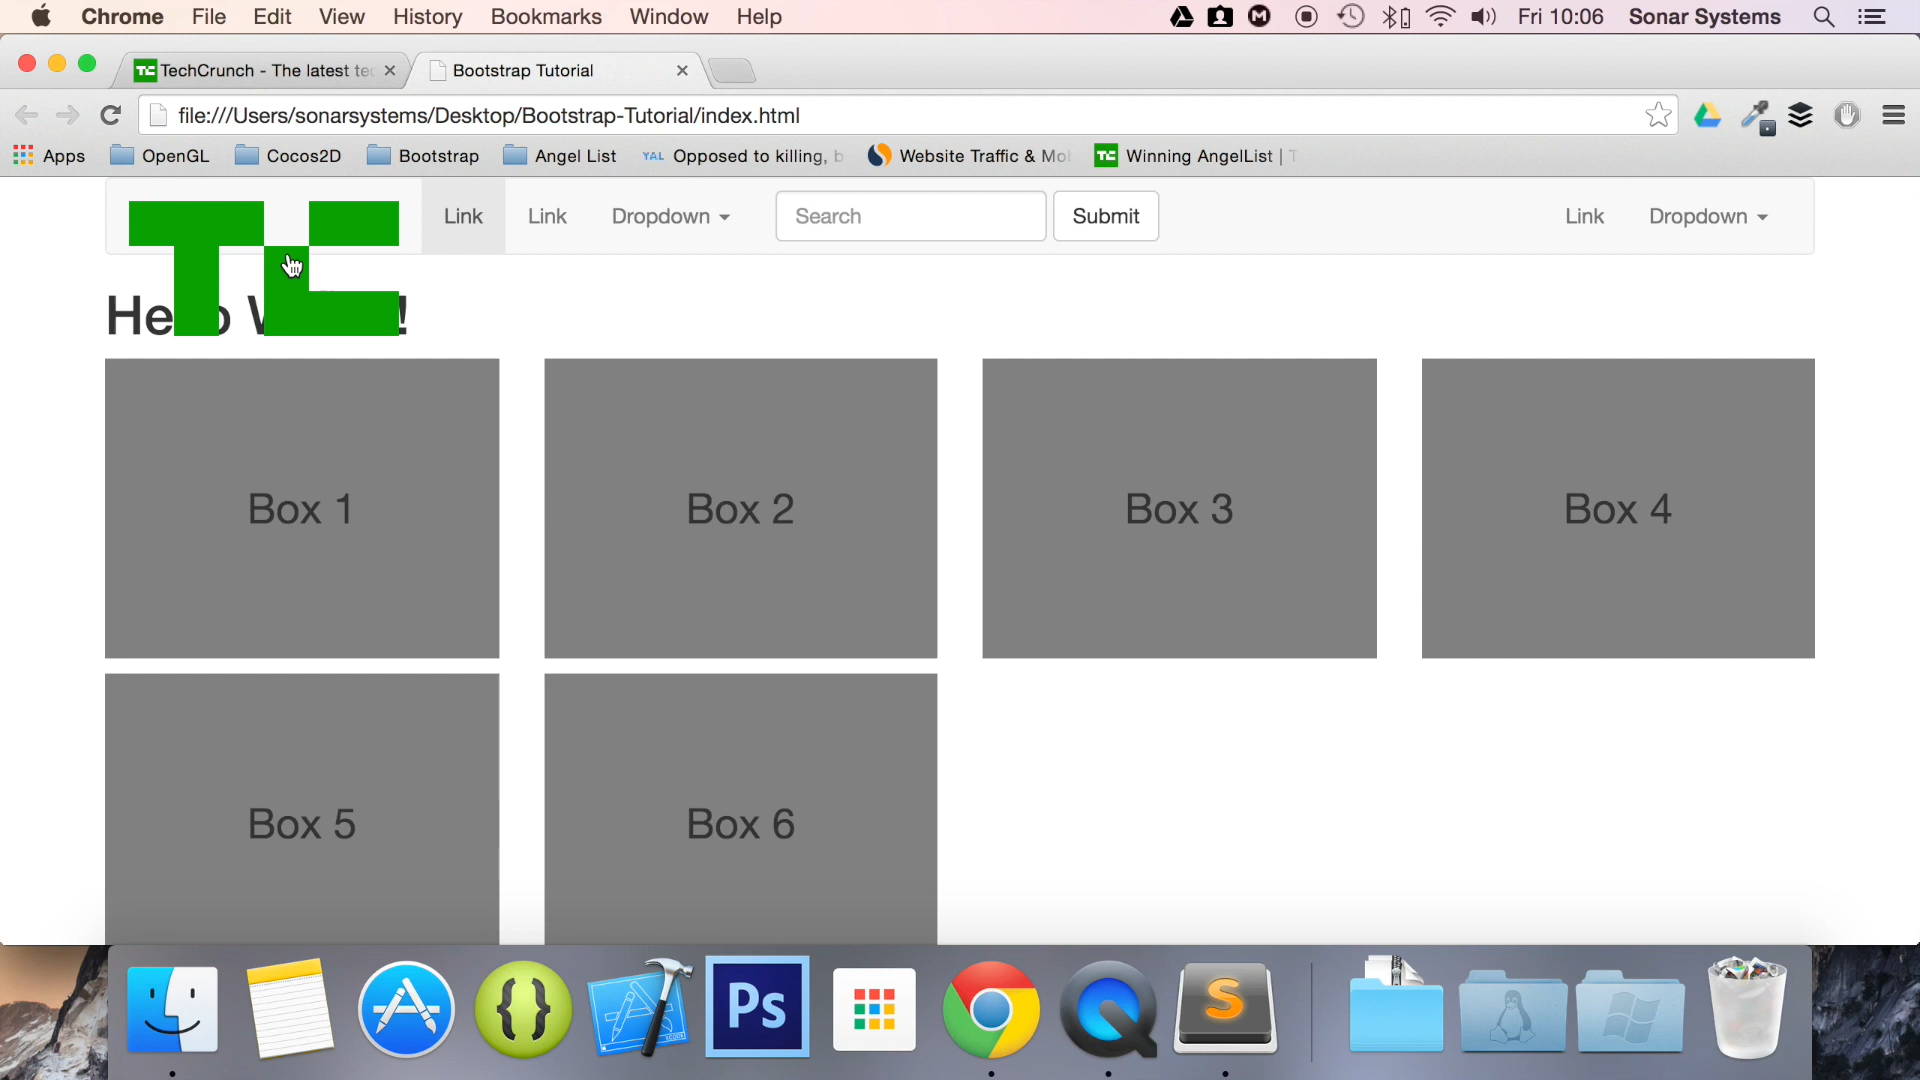 Chrome File Edit View History Bookmarks Window Help Fri 10:06 Sonar Systems
TechCrunch - The latest te Bootstrap Tutorial
file:///Users/sonarsystems/Desktop/Bootstrap-Tutorial/index.html
Apps OpenGL Cocos2D Bootstrap Angel List YAL Opposed to killing, b Website Traffic & Mo TC Winning AngelList | T
TC Link Link Dropdown Search Submit Link Dropdown
Box 1 Box 2 Box 3 Box 4
Box 5 Box 6
Ps